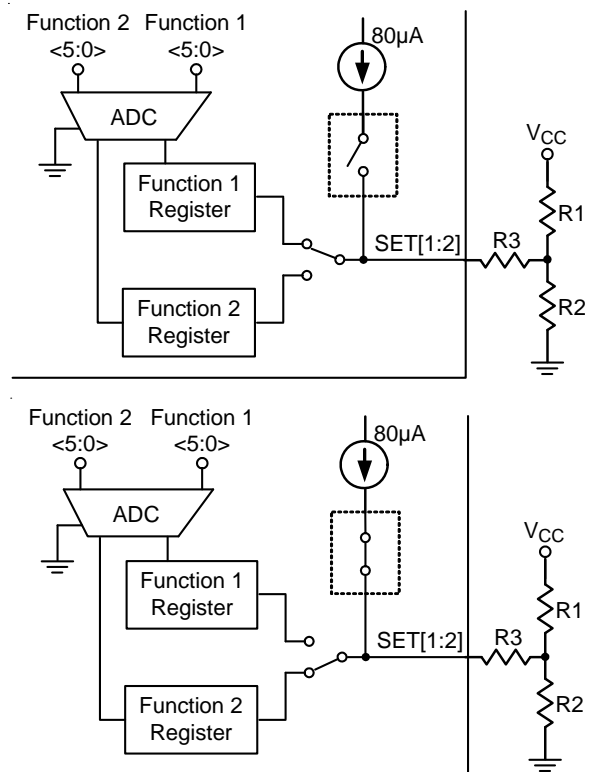 Function 2 Function 1
<5:0> <5:0>
80µA
ADC
VCC
Function 1
Register
R1
SET[1:2]
R3
R2
Function 2
Register
Function 2 Function 1
<5:0> <5:0>
80µA
ADC
VCC
Function 1
Register
R1
SET[1:2]
R3
R2
Function 2
Register